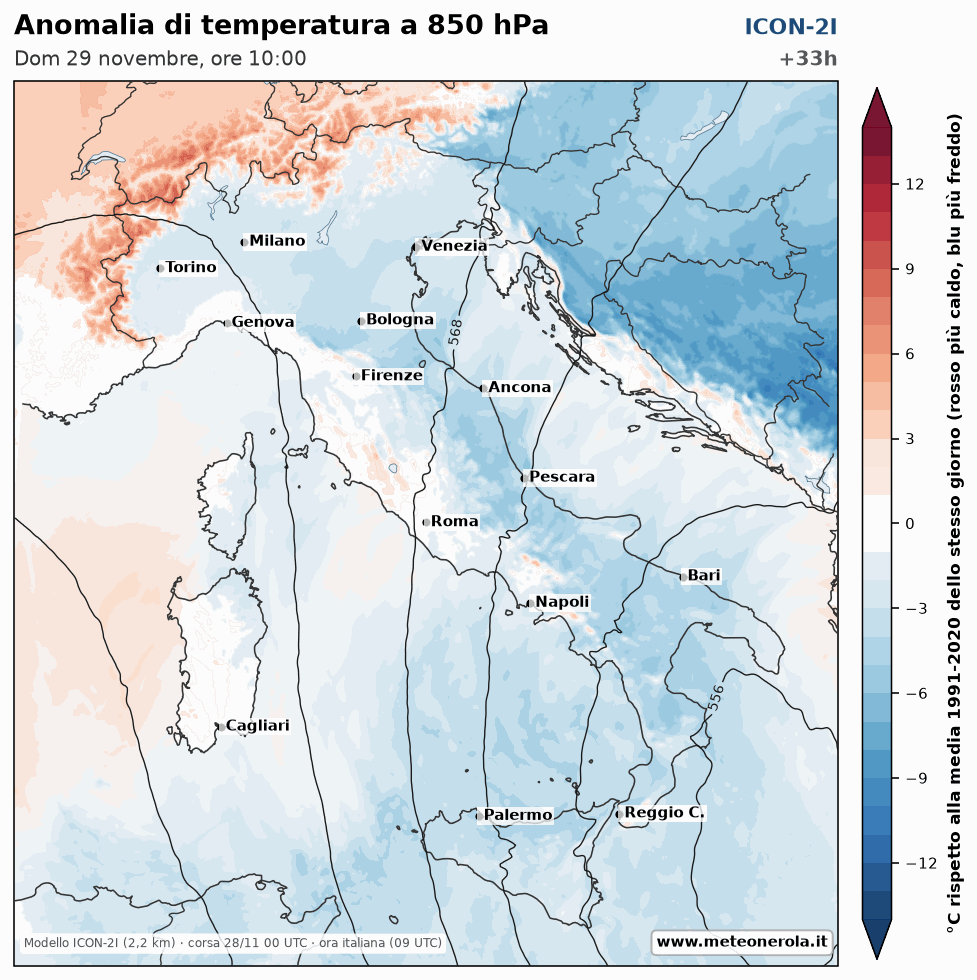 Anomalia di temperatura a 850 hPa
ICON-2I
Dom 29 novembre, ore 10:00
+33h
Milano
Venezia
Torino
Genova
Bologna
568
Firenze
Ancona
Pescara
Roma
Bari
Napoli
556
Cagliari
Palermo
Reggio C.
Modello ICON-2I (2,2 km) · corsa 28/11 00 UTC · ora italiana (09 UTC)
www.meteonerola.it
12
9
6
3
0
−3
−6
−9
−12
°C rispetto alla media 1991-2020 dello stesso giorno (rosso più caldo, blu più freddo)